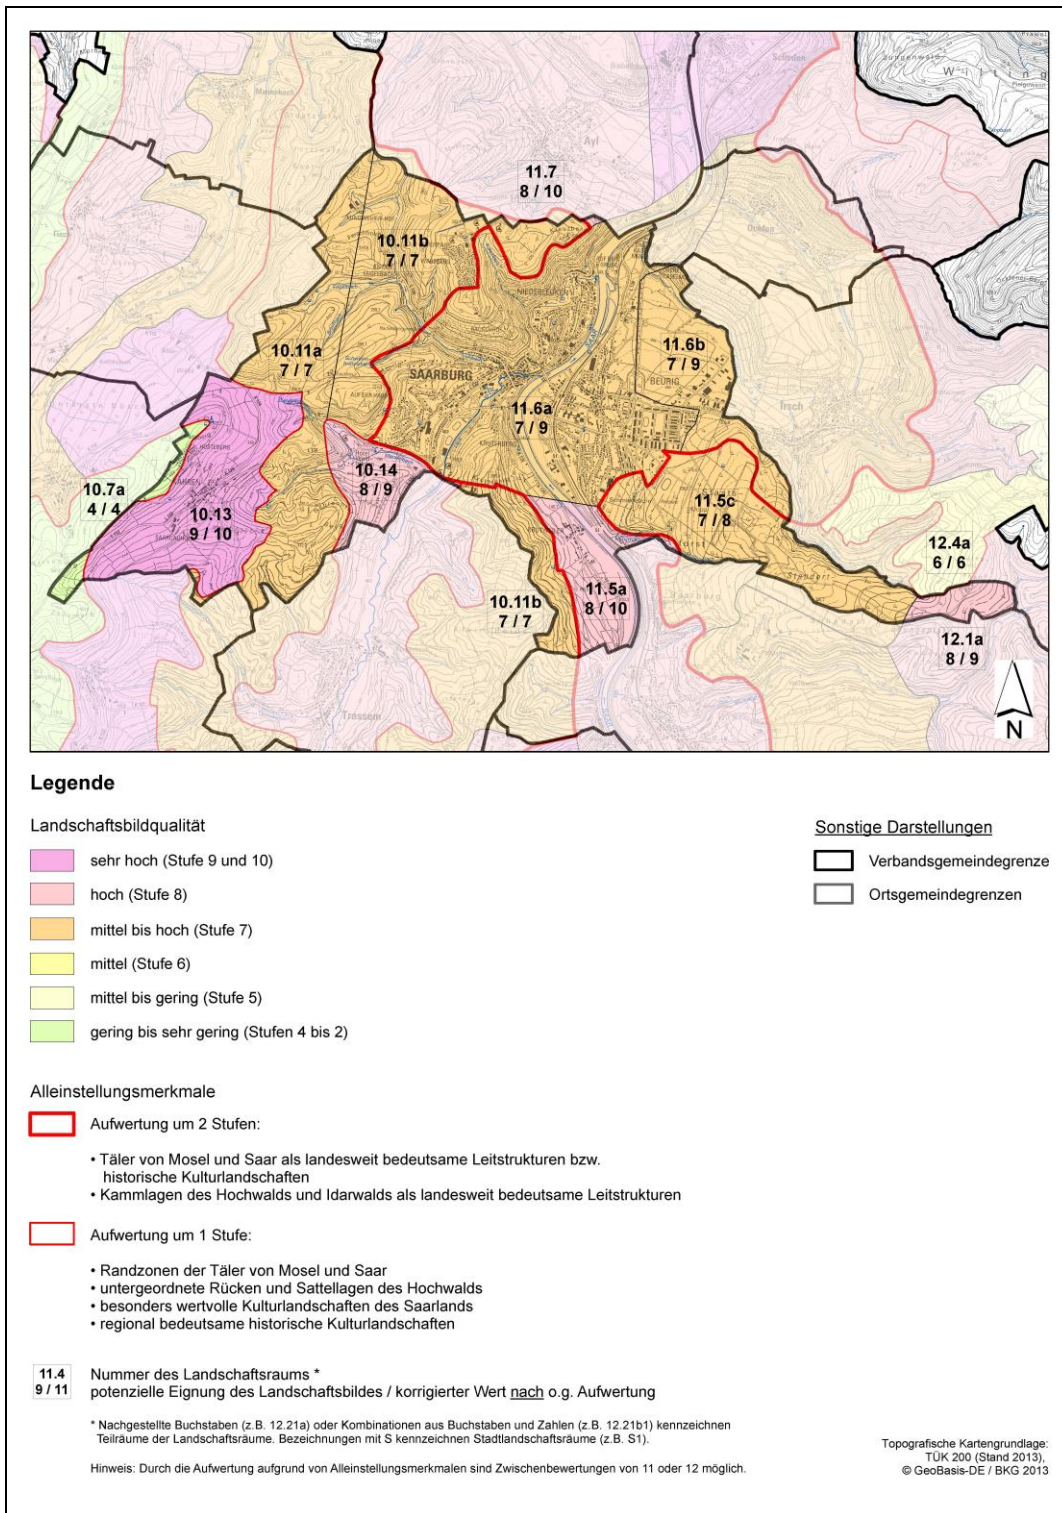 Wilting
Ayl
11.7
8 / 10
10.11b
7 / 7
NIEDERLEUKEN
10.11a
7 / 7
SAARBURG
11.6b
7 / 9
BEURIG
Irsch
11.6a
7 / 9
10.14
8 / 9
10.7a
4 / 4
10.13
9 / 10
11.5c
7 / 8
12.4a
6 / 6
11.5a
8 / 10
10.11b
7 / 7
12.1a
8 / 9
Trassem
N
Legende
Landschaftsbildqualität
sehr hoch (Stufe 9 und 10)
hoch (Stufe 8)
mittel bis hoch (Stufe 7)
mittel (Stufe 6)
mittel bis gering (Stufe 5)
gering bis sehr gering (Stufen 4 bis 2)
Sonstige Darstellungen
Verbandsgemeindegrenze
Ortsgemeindegrenzen
Alleinstellungsmerkmale
Aufwertung um 2 Stufen:
• Täler von Mosel und Saar als landesweit bedeutsame Leitstrukturen bzw.
historische Kulturlandschaften
• Kammlagen des Hochwalds und Idarwalds als landesweit bedeutsame Leitstrukturen
Aufwertung um 1 Stufe:
• Randzonen der Täler von Mosel und Saar
• untergeordnete Rücken und Sattellagen des Hochwalds
• besonders wertvolle Kulturlandschaften des Saarlands
• regional bedeutsame historische Kulturlandschaften
11.4
9 / 11
Nummer des Landschaftsraums *
potenzielle Eignung des Landschaftsbildes / korrigierter Wert nach o.g. Aufwertung
* Nachgestellte Buchstaben (z.B. 12.21a) oder Kombinationen aus Buchstaben und Zahlen (z.B. 12.21b1) kennzeichnen
Teilräume der Landschaftsräume. Bezeichnungen mit S kennzeichnen Stadtlandschaftsräume (z.B. S1).
Hinweis: Durch die Aufwertung aufgrund von Alleinstellungsmerkmalen sind Zwischenbewertungen von 11 oder 12 möglich.
Topografische Kartengrundlage:
TÜK 200 (Stand 2013),
© GeoBasis-DE / BKG 2013